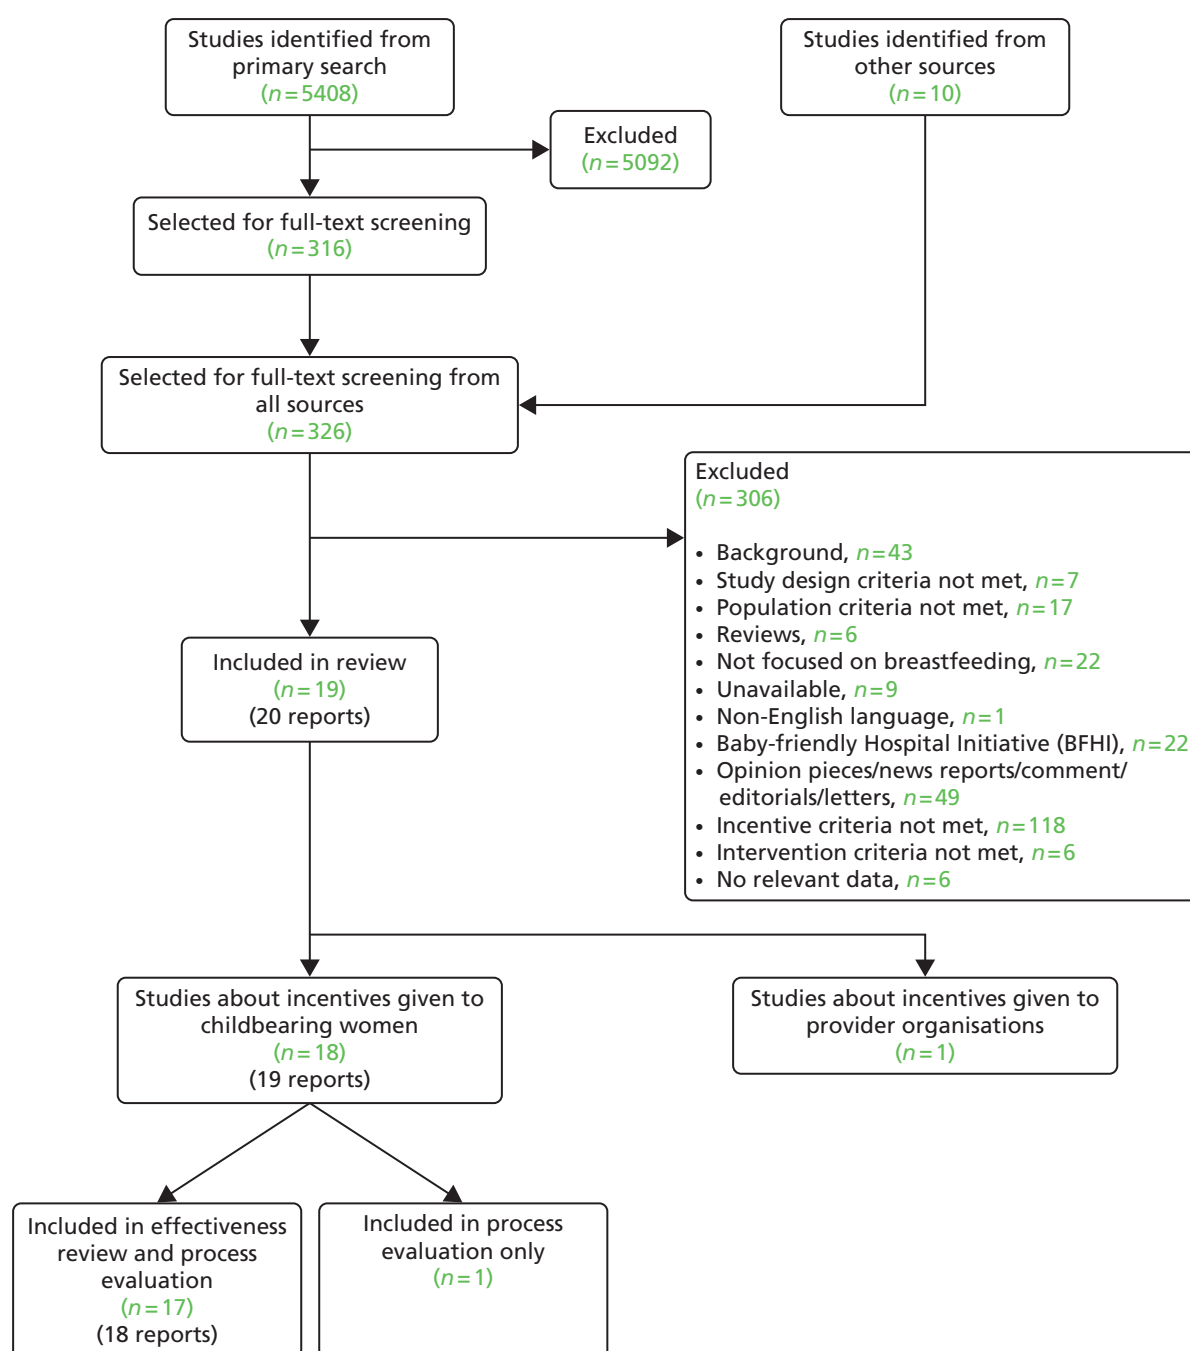 Studies identified from
primary search
(n=5408)
Studies identified from
other sources
(n=10)
Excluded
(n=5092)
Selected for full-text screening
(n=316)
Selected for full-text screening from
all sources
(n=326)
Excluded
(n=306)
• Background, n=43
• Study design criteria not met, n=7
• Population criteria not met, n=17
• Reviews, n=6
• Not focused on breastfeeding, n=22
• Unavailable, n=9
• Non-English language, n=1
• Baby-friendly Hospital Initiative (BFHI), n=22
• Opinion pieces/news reports/comment/
editorials/letters, n=49
• Incentive criteria not met, n=118
• Intervention criteria not met, n=6
• No relevant data, n=6
Included in review
(n=19)
(20 reports)
Studies about incentives given to
childbearing women
(n=18)
(19 reports)
Studies about incentives given to
provider organisations
(n=1)
Included in effectiveness
review and process
evaluation
(n=17)
(18 reports)
Included in process
evaluation only
(n=1)